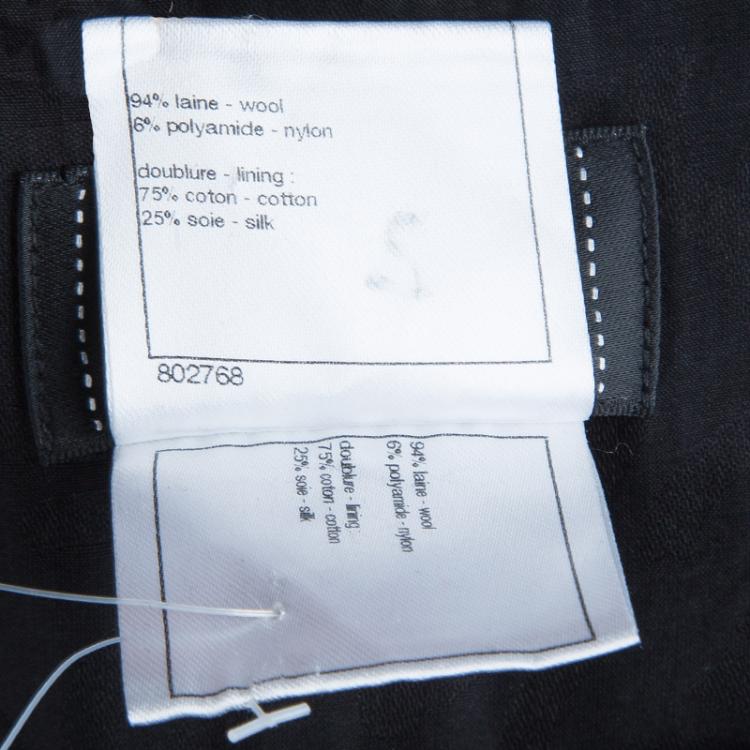 94% laine - wool
6% polyamide - nylon
doublure - lining :
75% coton - cotton
25% soie - silk
802768
94% laine - wool
6% polyamide - nylon
doublure - lining :
75% coton - cotton
25% soie - silk